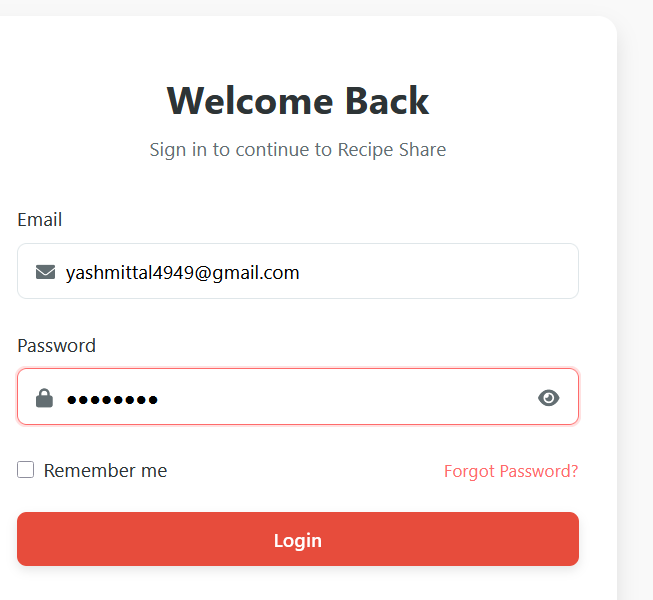 Welcome Back
Sign in to continue to Recipe Share
Email
yashmittal4949@gmail.com
Password
••••••••
Remember me
Forgot Password?
Login